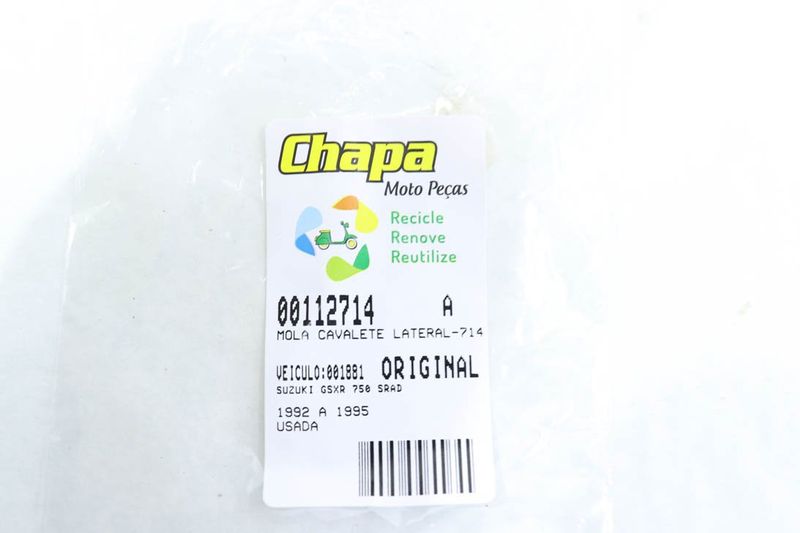 Chapa
Moto Peças
Recicle
Renove
Reutilize
00112714 A
MOLA CAVALETE LATERAL-714
VEICULO:001881 ORIGINAL
SUZUKI GSXR 750 SRAD
1992 A 1995
USADA